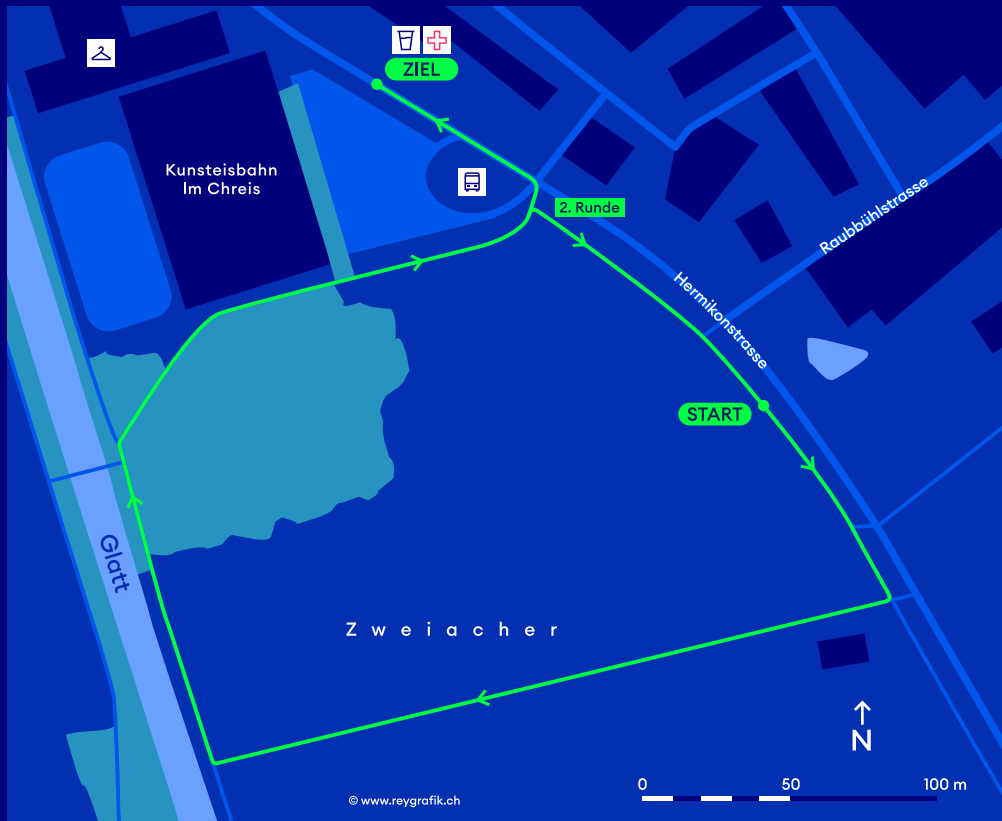 ZIEL
Kunsteisbahn
Im Chreis
2. Runde
Raubbühlstrasse
Hermikonstrasse
START
Glatt
Zweiacher
N
0 50 100 m
© www.reygrafik.ch